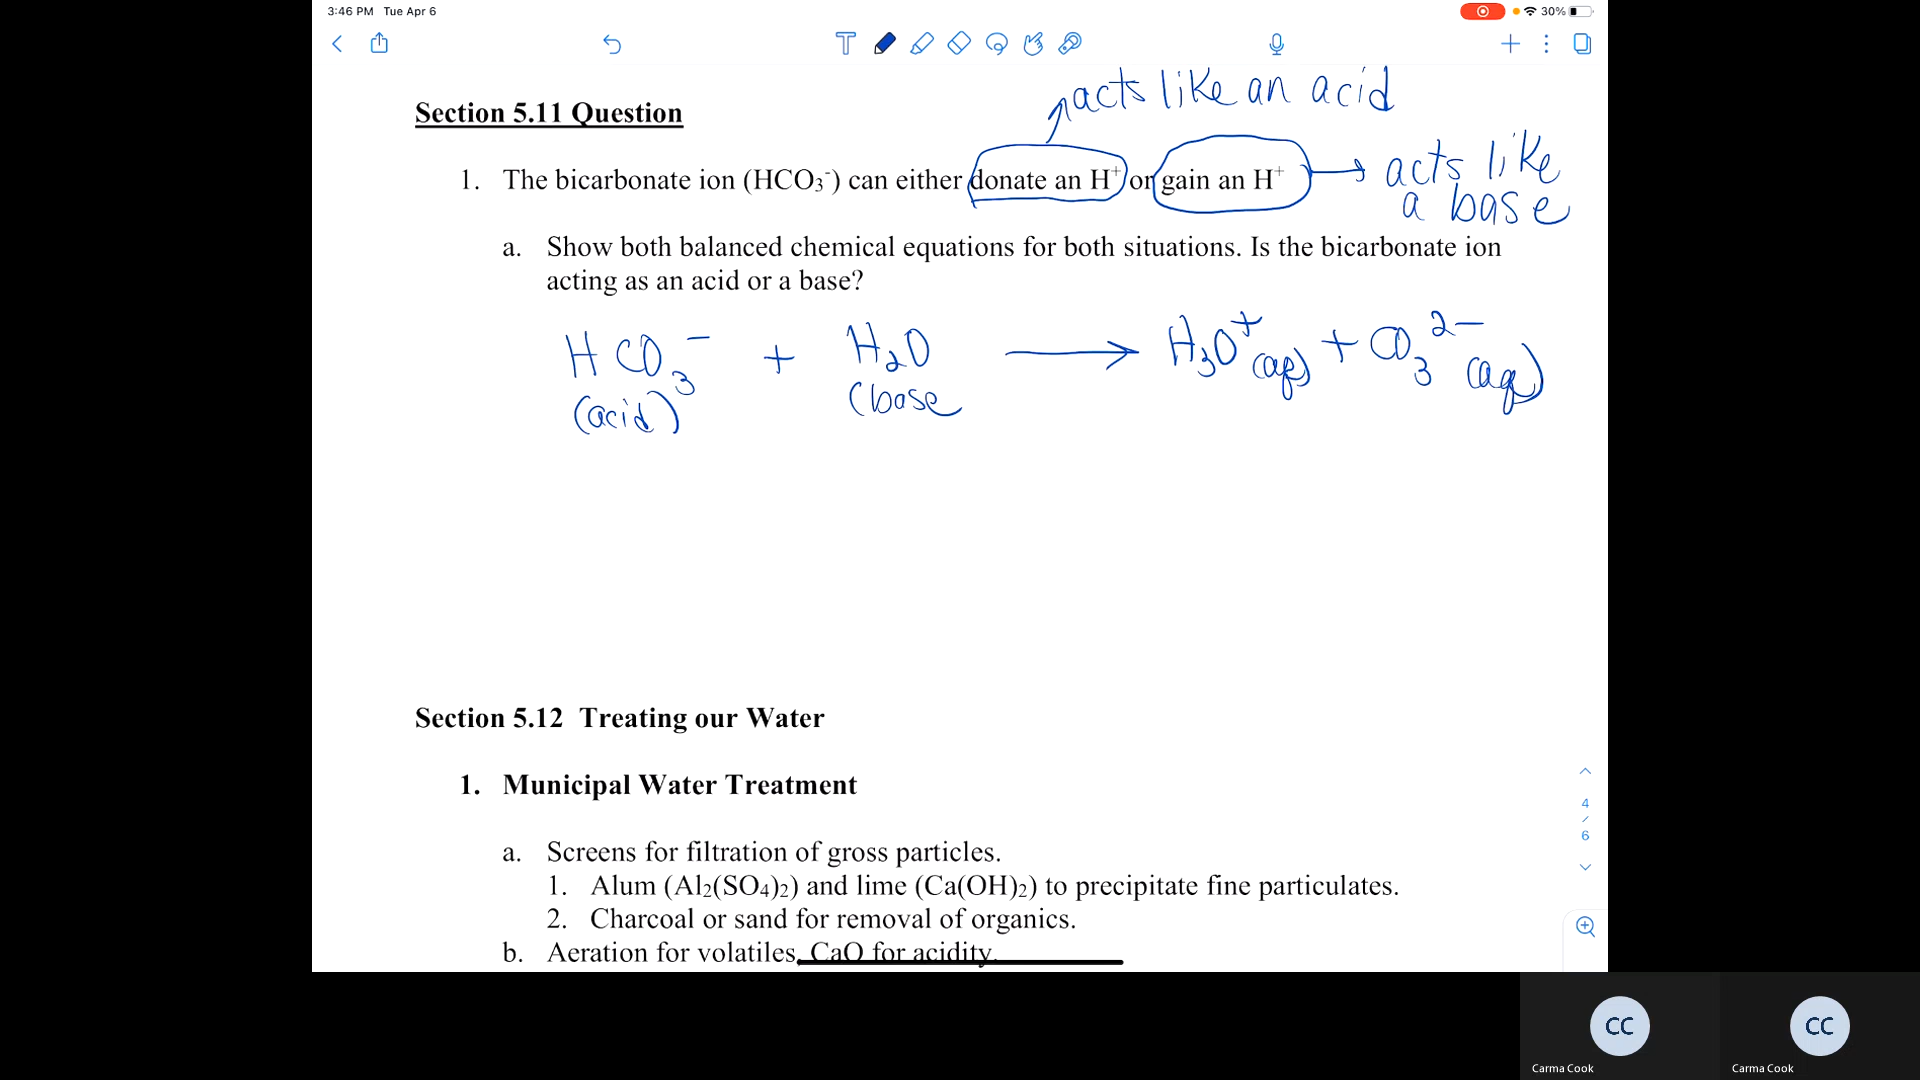 3:46 PM Tue Apr 6
30%
acts like an acid
Section 5.11 Question
1. The bicarbonate ion (HCO₃⁻) can either donate an H⁺ or gain an H⁺
acts like
a base
a. Show both balanced chemical equations for both situations. Is the bicarbonate ion
acting as an acid or a base?
HCO₃⁻ + H₂O → H₃O⁺(aq) + CO₃²⁻(aq)
(acid) (base
Section 5.12 Treating our Water
1. Municipal Water Treatment
4
/
6
a. Screens for filtration of gross particles.
1. Alum (Al₂(SO₄)₂) and lime (Ca(OH)₂) to precipitate fine particulates.
2. Charcoal or sand for removal of organics.
b. Aeration for volatiles, CaO for acidity.
CC CC
Carma Cook Carma Cook